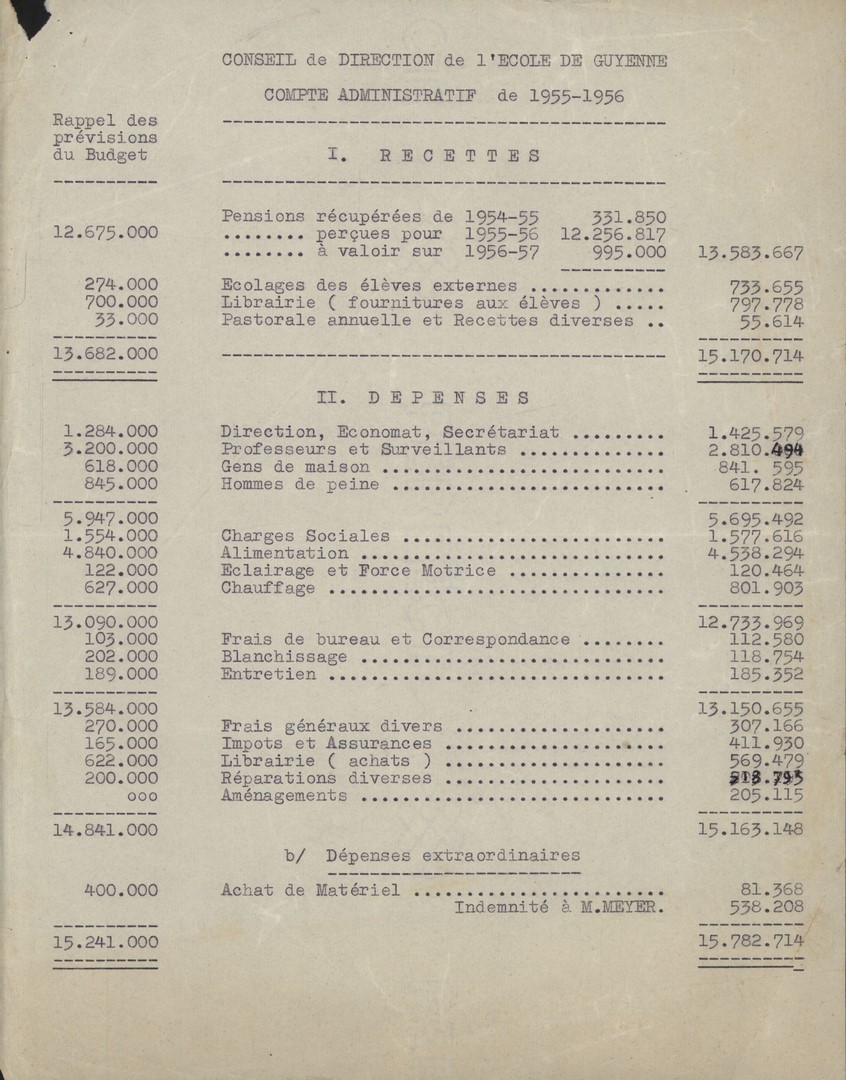 CONSEIL de DIRECTION de l'ECOLE DE GUYENNE
COMPTE ADMINISTRATIF de 1955-1956
Rappel des
prévisions
du Budget
I. R E C E T T E S
Pensions récupérées de 1954-55 331.850
12.675.000 ........ perçues pour 1955-56 12.256.817
........ à valoir sur 1956-57 995.000 13.583.667
274.000 Ecolages des élèves externes ............. 733.655
700.000 Librairie ( fournitures aux élèves ) ..... 797.778
33.000 Pastorale annuelle et Recettes diverses .. 55.614
13.682.000 15.170.714
II. D E P E N S E S
1.284.000 Direction, Economat, Secrétariat ......... 1.425.579
3.200.000 Professeurs et Surveillants .............. 2.810.494
618.000 Gens de maison ........................... 841. 595
845.000 Hommes de peine .......................... 617.824
5.947.000 5.695.492
1.554.000 Charges Sociales ......................... 1.577.616
4.840.000 Alimentation ............................. 4.538.294
122.000 Eclairage et Force Motrice ............... 120.464
627.000 Chauffage ................................ 801.903
13.090.000 12.733.969
103.000 Frais de bureau et Correspondance ........ 112.580
202.000 Blanchissage ............................. 118.754
189.000 Entretien ................................ 185.352
13.584.000 13.150.655
270.000 Frais généraux divers .................... 307.166
165.000 Impots et Assurances ..................... 411.930
622.000 Librairie ( achats ) ..................... 569.479
200.000 Réparations diverses .....................
ooo Aménagements ............................. 205.115
14.841.000 15.163.148
b/ Dépenses extraordinaires
400.000 Achat de Matériel ........................ 81.368
Indemnité à M.MEYER. 538.208
15.241.000 15.782.714